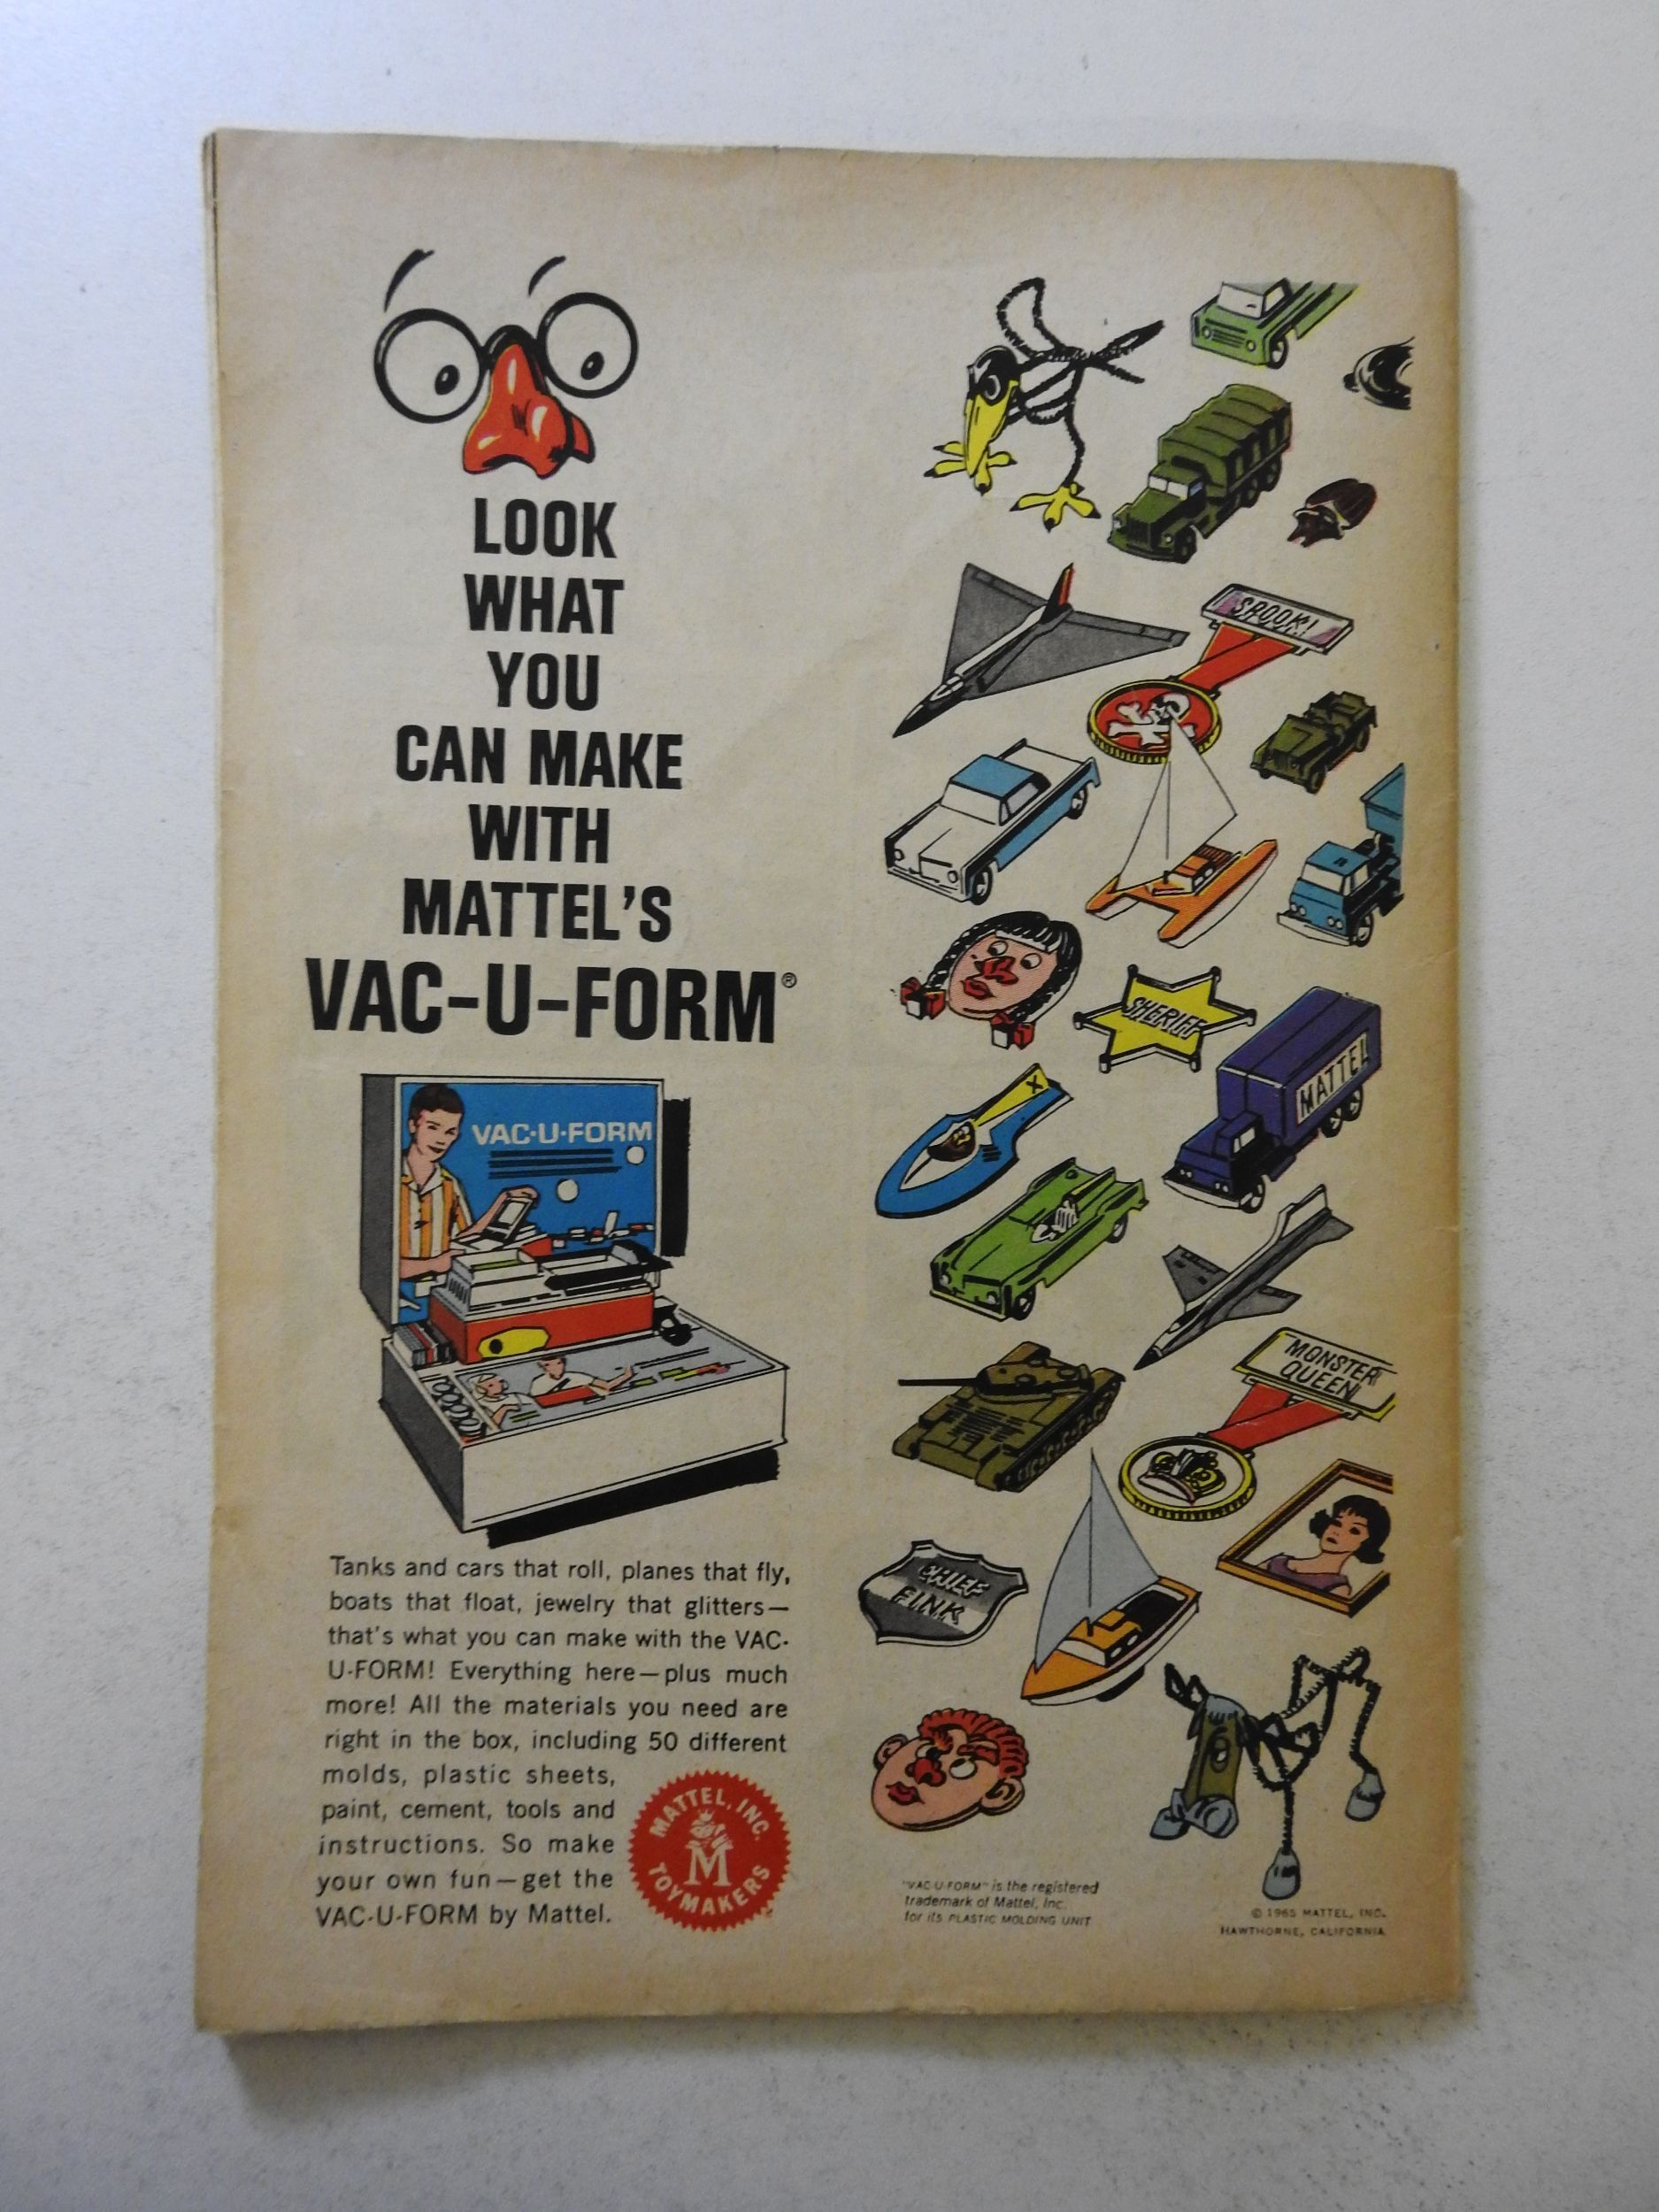 LOOK
WHAT
YOU
CAN MAKE
WITH
MATTEL'S
VAC-U-FORM®
VAC·U·FORM
Tanks and cars that roll, planes that fly,
boats that float, jewelry that glitters—
that's what you can make with the VAC-
U-FORM! Everything here—plus much
more! All the materials you need are
right in the box, including 50 different
molds, plastic sheets,
paint, cement, tools and
instructions. So make
your own fun—get the
VAC-U-FORM by Mattel.
MATTEL, INC.
M
TOYMAKERS
SPOOK!
SHERIFF
MATTEL
X
MONSTER
QUEEN
CHIEF
FINK
"VAC-U-FORM" is the registered
trademark of Mattel, Inc.
for its PLASTIC MOLDING UNIT
© 1965 MATTEL, INC.
HAWTHORNE, CALIFORNIA